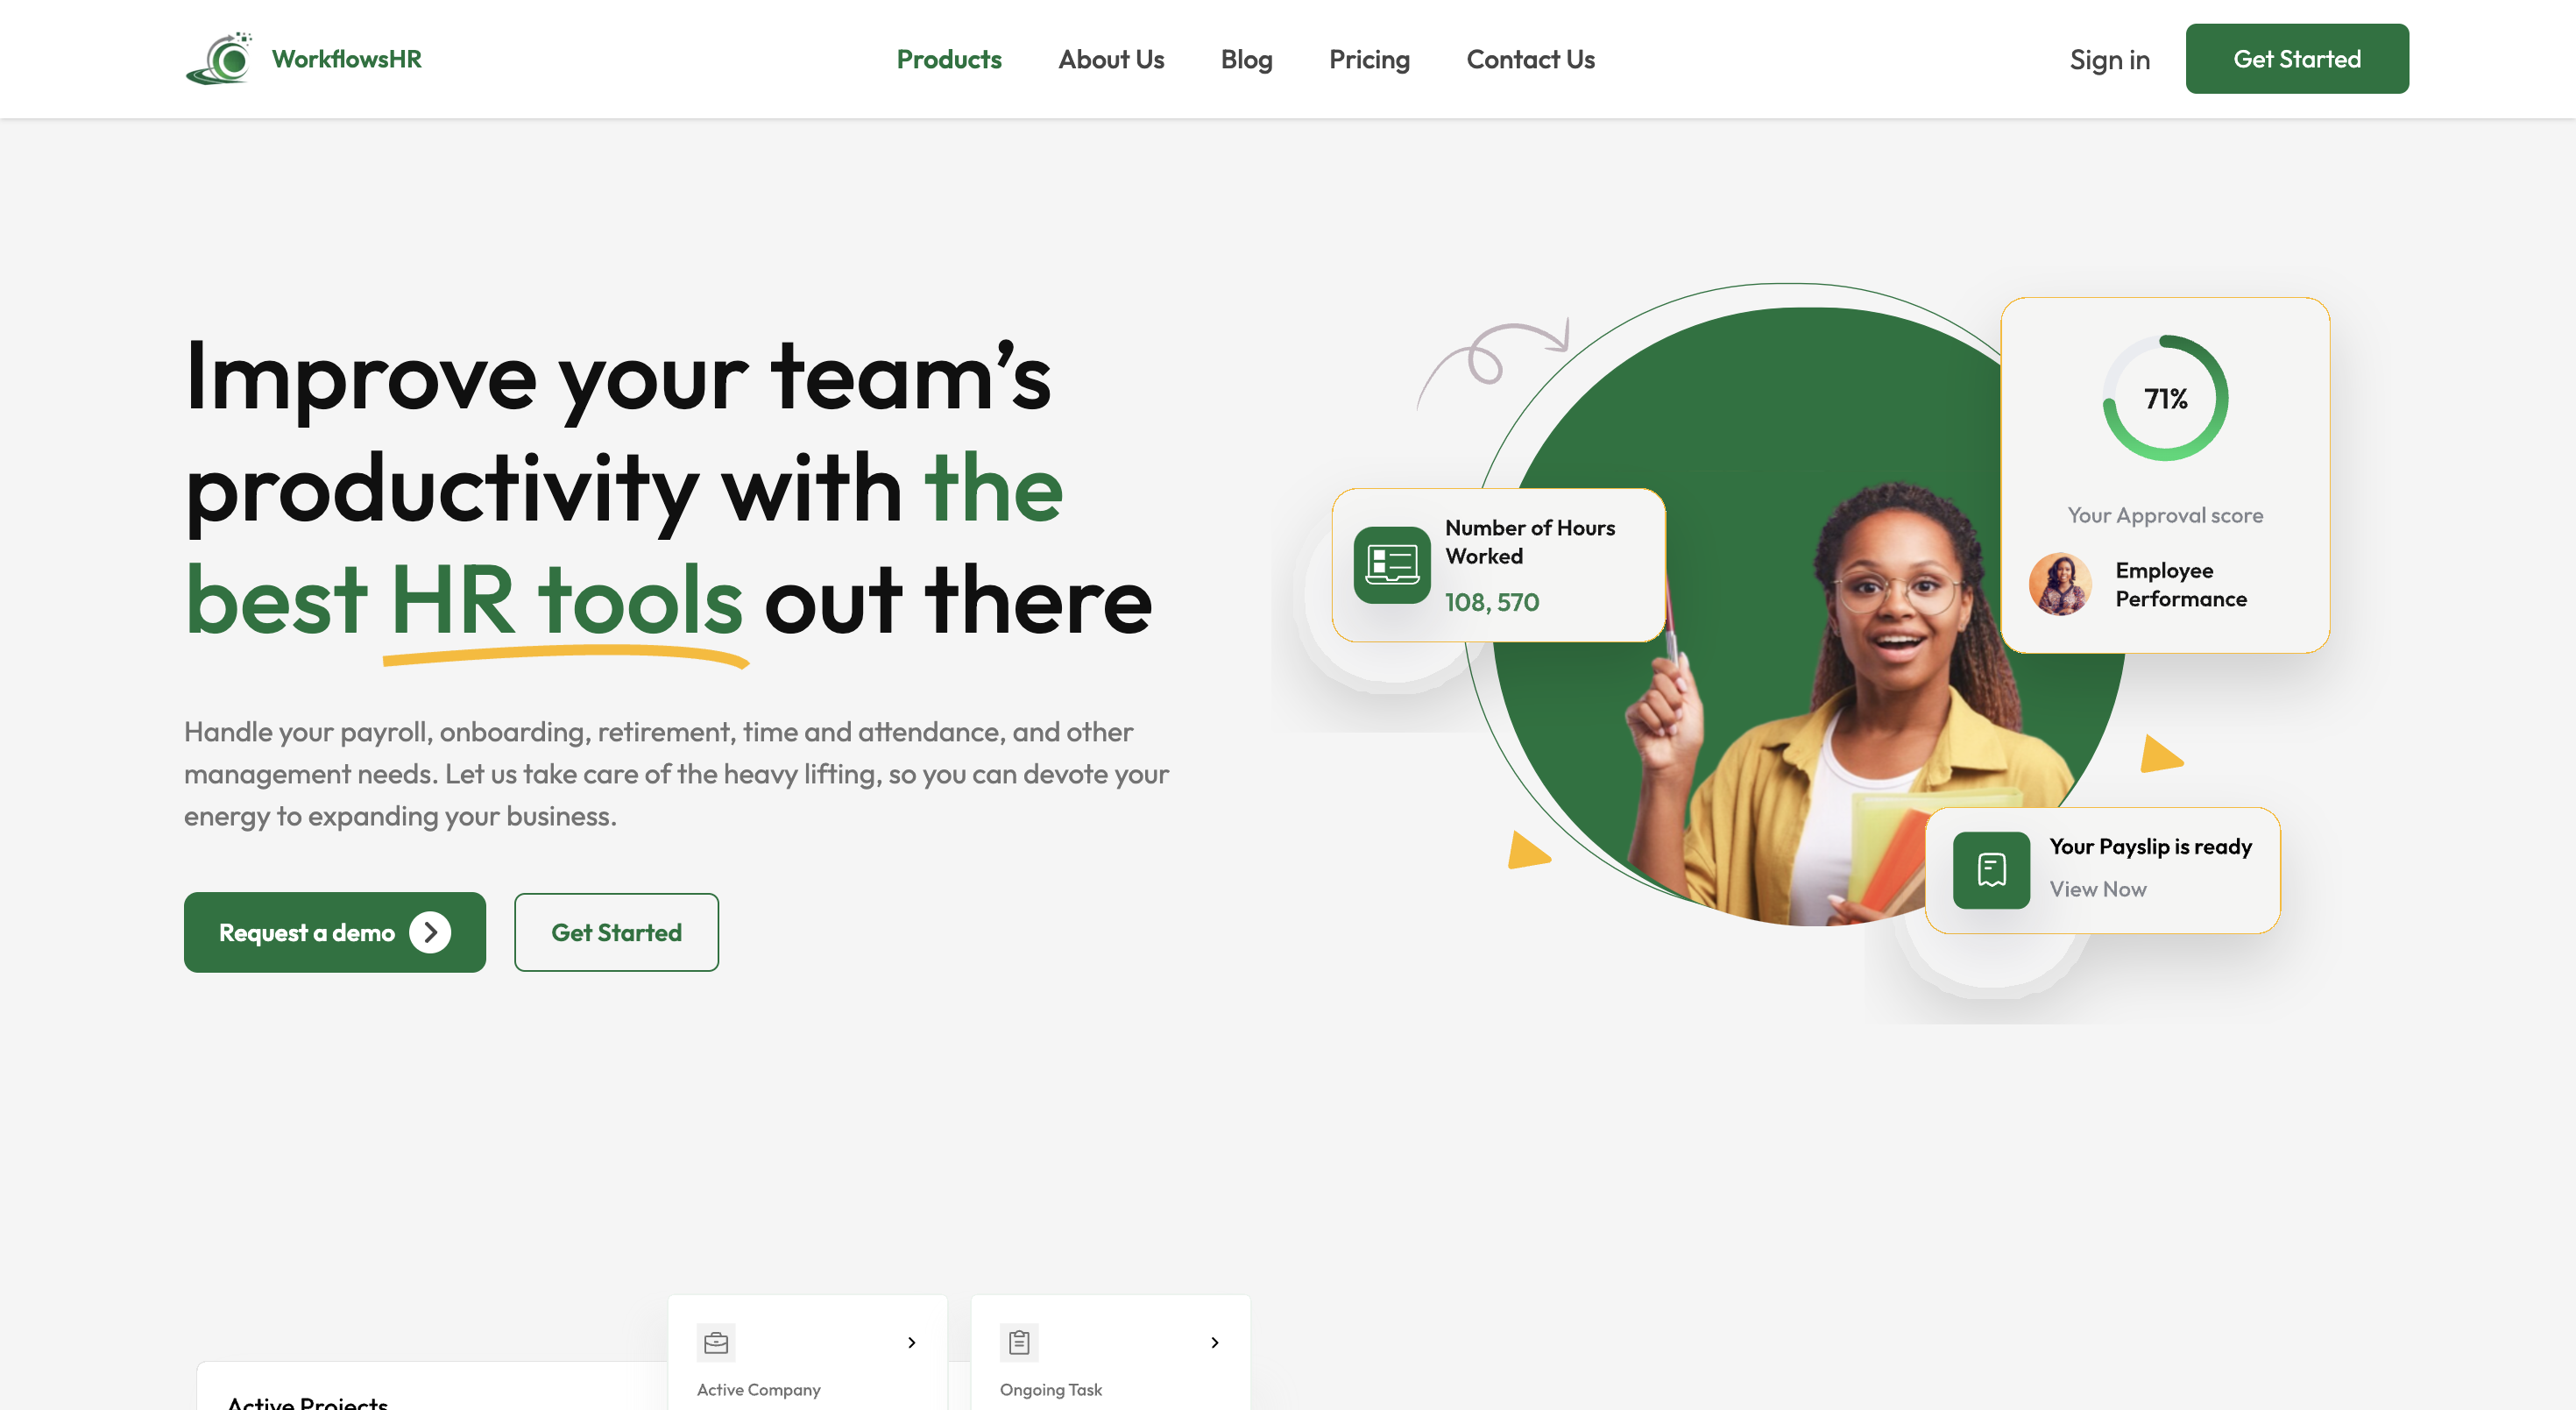 WorkflowsHR
Products
About Us
Blog
Pricing
Contact Us
Sign in
Get Started
Improve your team’s
productivity with the
best HR tools out there
Handle your payroll, onboarding, retirement, time and attendance, and other
management needs. Let us take care of the heavy lifting, so you can devote your
energy to expanding your business.
Request a demo
Get Started
Number of Hours
Worked
108, 570
71%
Your Approval score
Employee
Performance
Your Payslip is ready
View Now
Active Company
Ongoing Task
Active Projects